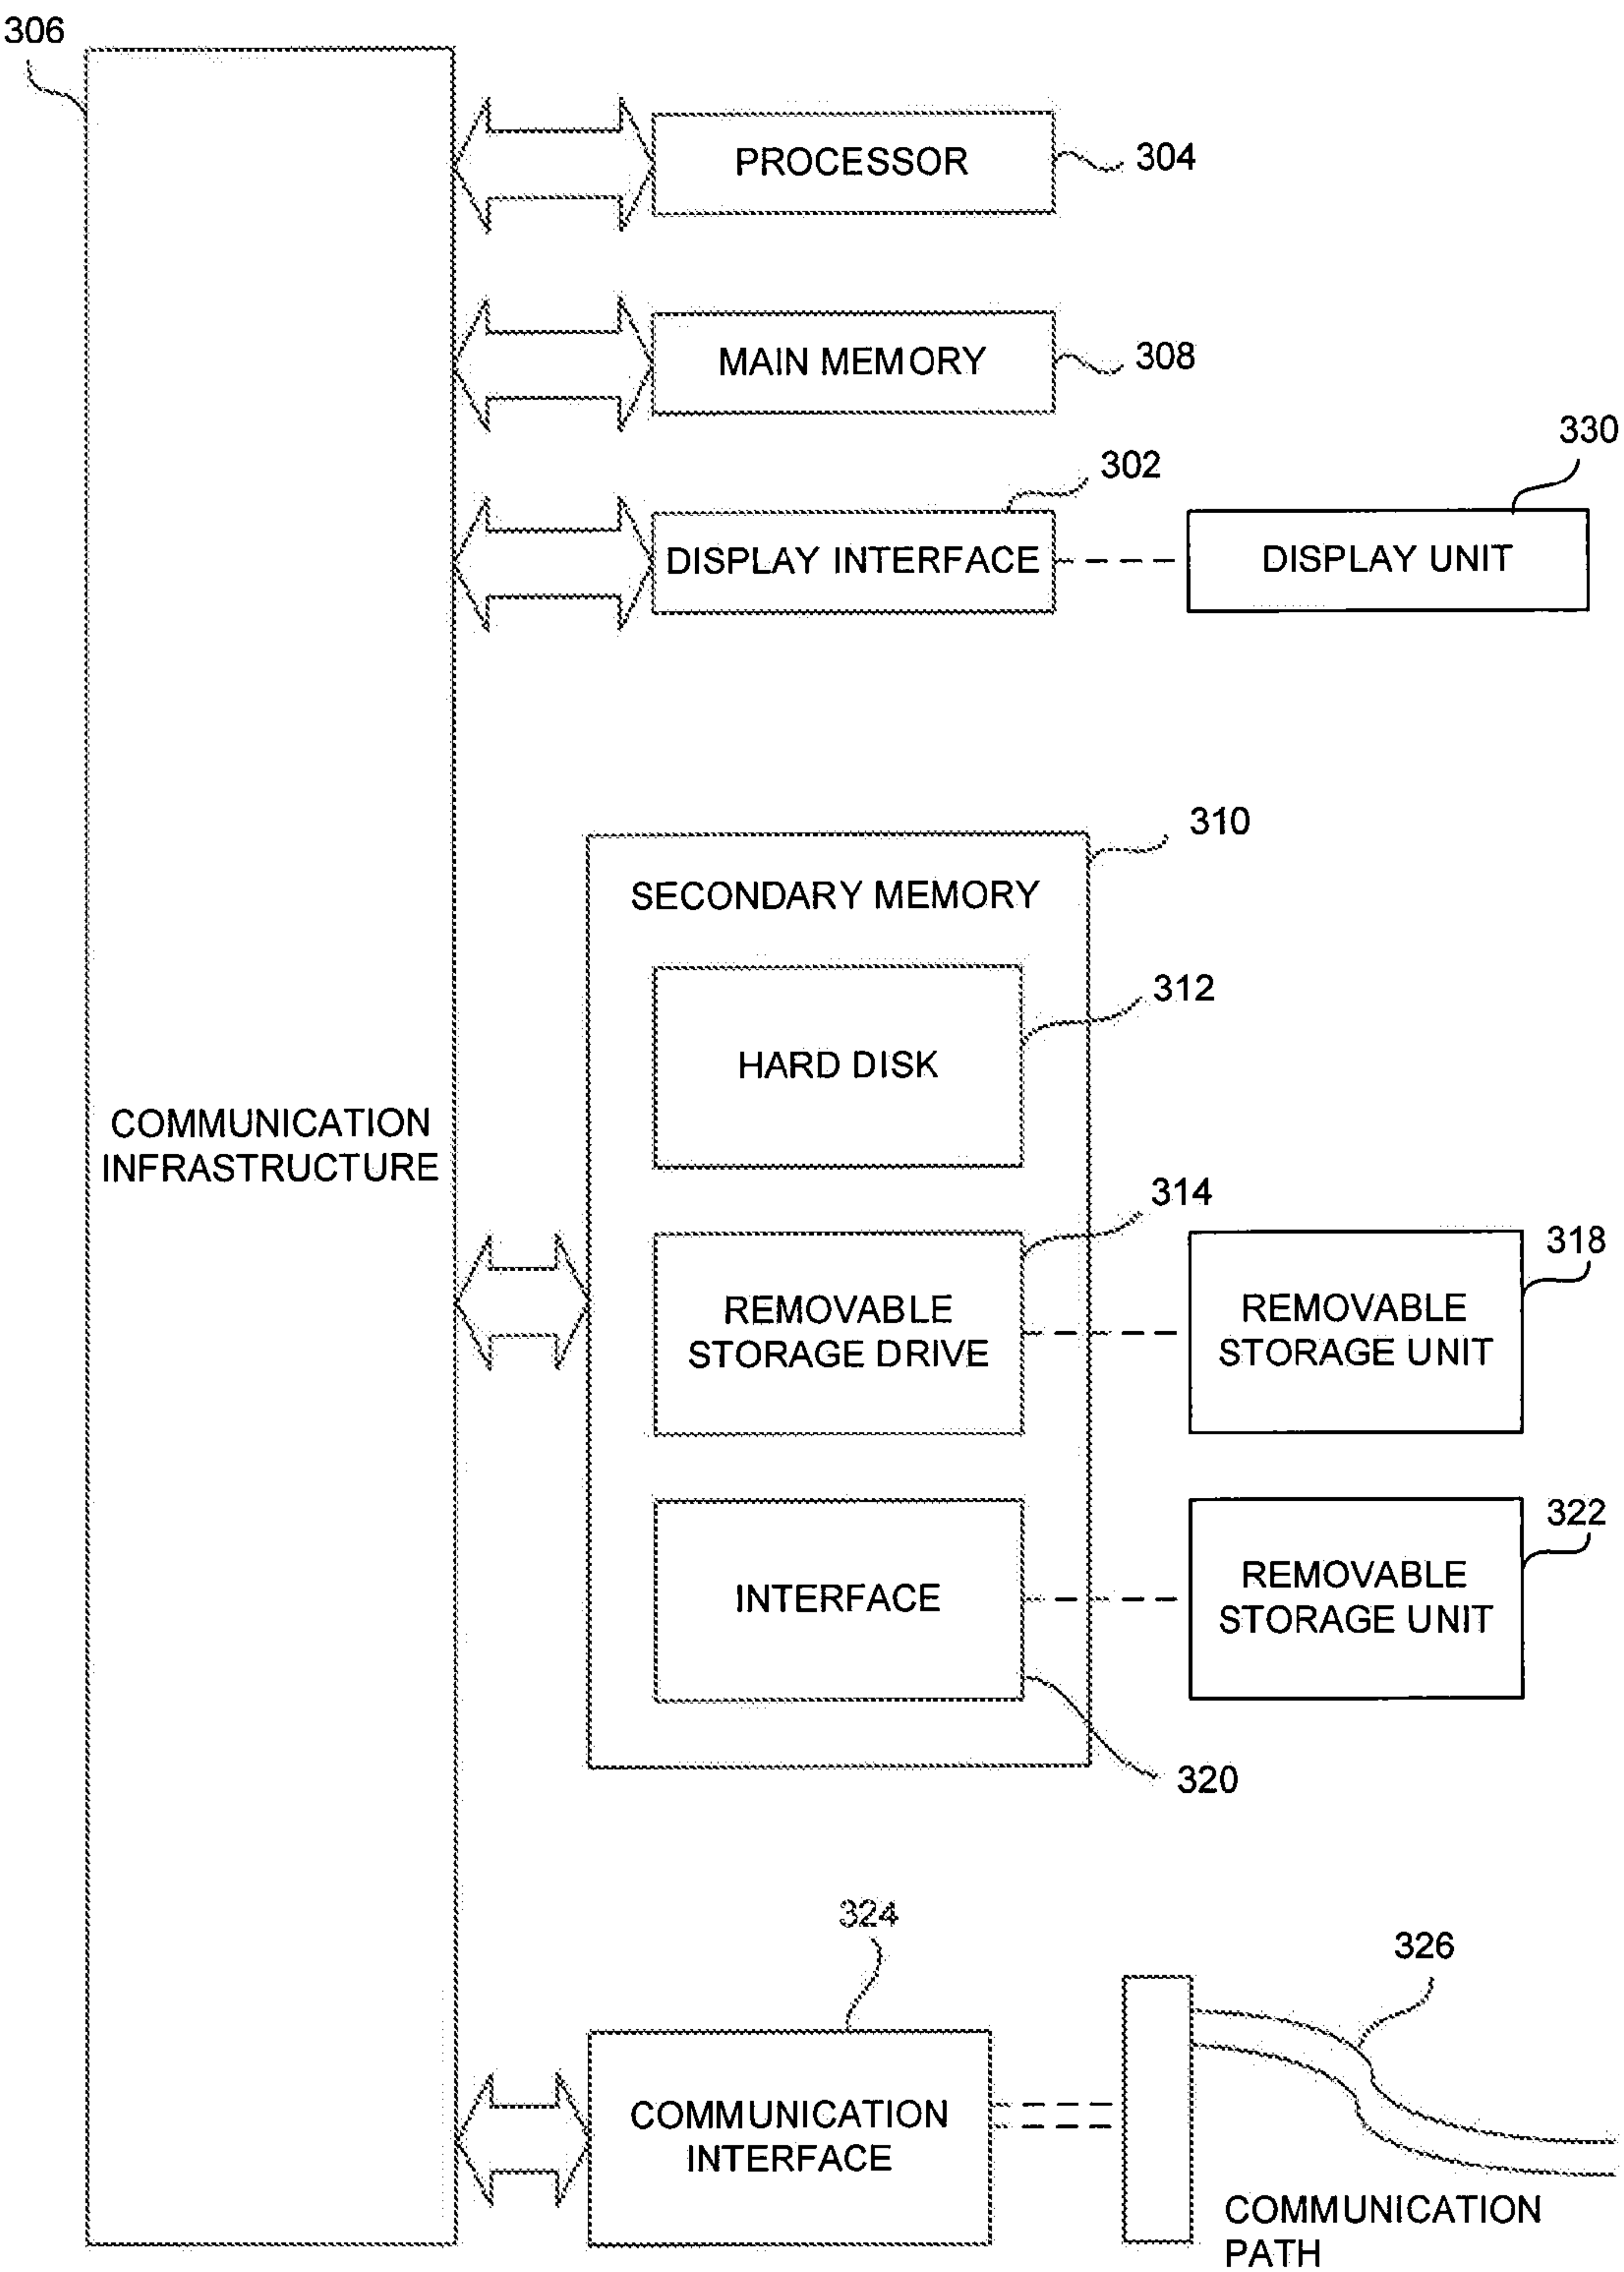 306
PROCESSOR
304
MAIN MEMORY
308
302
330
DISPLAY INTERFACE
DISPLAY UNIT
310
SECONDARY MEMORY
312
HARD DISK
COMMUNICATION
INFRASTRUCTURE
314
318
REMOVABLE
STORAGE DRIVE
REMOVABLE
STORAGE UNIT
322
INTERFACE
REMOVABLE
STORAGE UNIT
320
324
326
COMMUNICATION
INTERFACE
COMMUNICATION
PATH